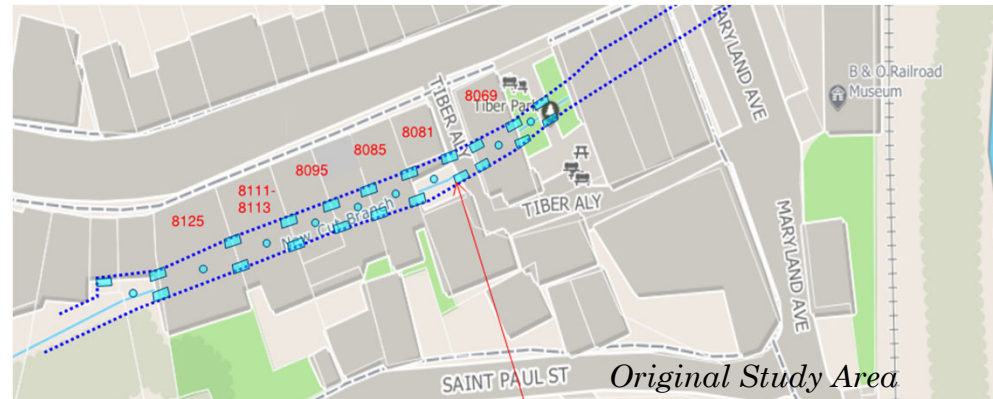 MARYLAND AVE
B & O Railroad
Museum
TIBER ALY
8069
Tiber Park
8081
8085
8095
8111-
8113
8125
New Cut Branch
TIBER ALY
MARYLAND AVE
SAINT PAUL ST
Original Study Area